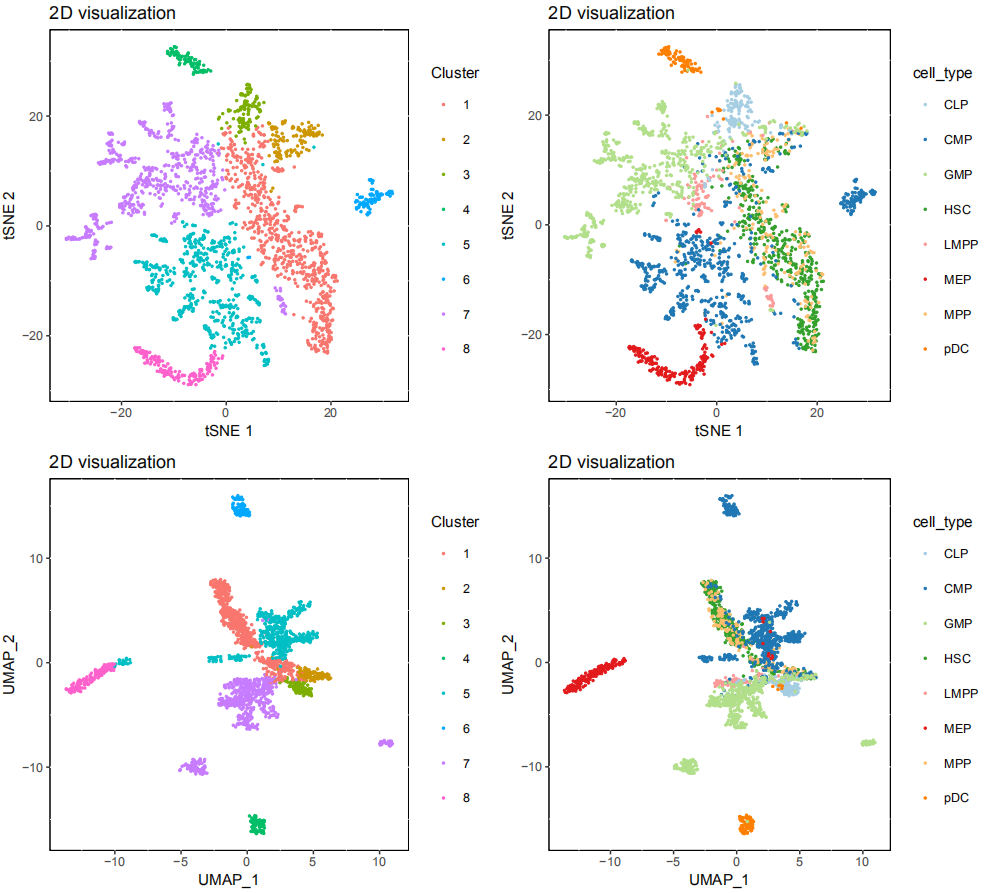 2D visualization
20
0
−20
tSNE 2
−20
0
20
tSNE 1
Cluster
1
2
3
4
5
6
7
8
2D visualization
20
0
−20
tSNE 2
−20
0
20
tSNE 1
cell_type
CLP
CMP
GMP
HSC
LMPP
MEP
MPP
pDC
2D visualization
10
0
−10
UMAP_2
−10
−5
0
5
10
UMAP_1
Cluster
1
2
3
4
5
6
7
8
2D visualization
10
0
−10
UMAP_2
−10
−5
0
5
10
UMAP_1
cell_type
CLP
CMP
GMP
HSC
LMPP
MEP
MPP
pDC